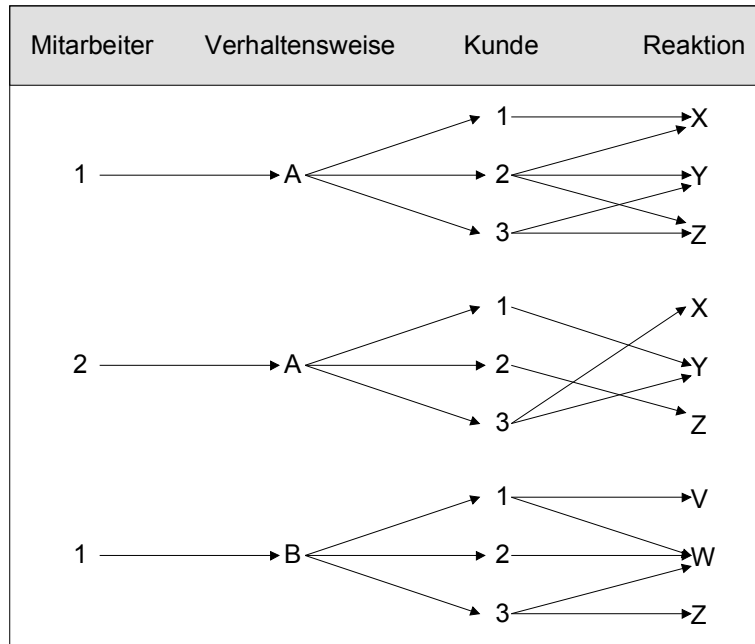 Mitarbeiter Verhaltensweise Kunde Reaktion
1 X
1 A 2 Y
3 Z
1 X
2 A 2 Y
3 Z
1 V
1 B 2 W
3 Z